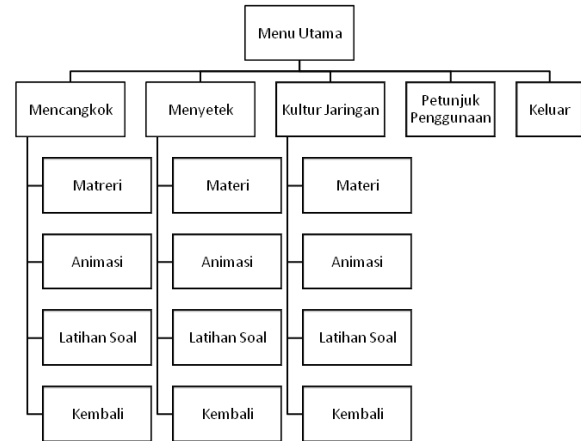 Menu Utama
Mencangkok
Menyetek
Kultur Jaringan
Petunjuk
Penggunaan
Keluar
Matreri
Materi
Materi
Animasi
Animasi
Animasi
Latihan Soal
Latihan Soal
Latihan Soal
Kembali
Kembali
Kembali